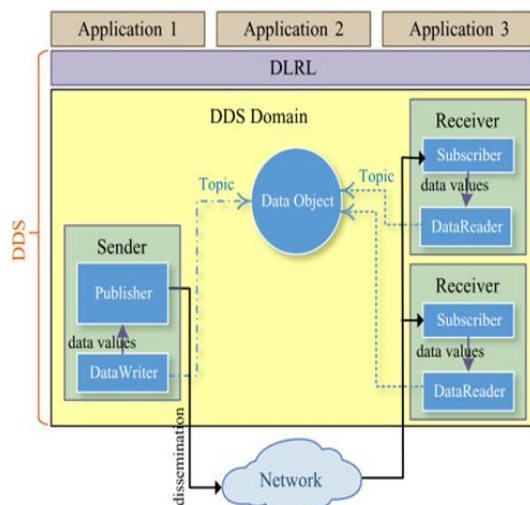 Application 1
Application 2
Application 3
DLRL
DDS
DDS Domain
Receiver
Subscriber
data values
DataReader
Topic
Topic
Data Object
Sender
Publisher
data values
DataWriter
Receiver
Subscriber
data values
DataReader
dissemination
Network